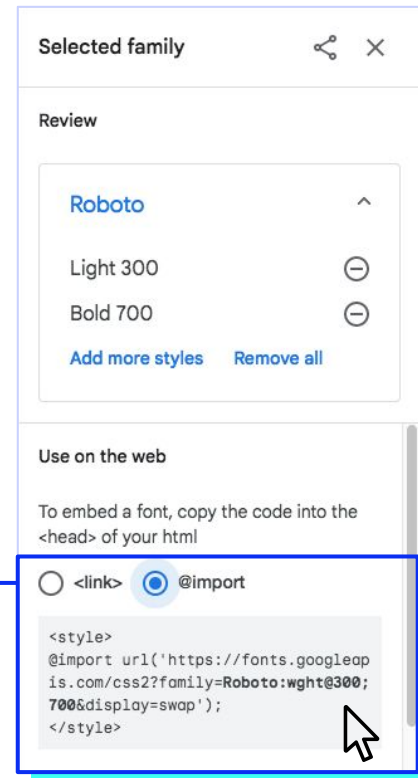 Selected family
Review
Roboto
Light 300
Bold 700
Add more styles Remove all
Use on the web
To embed a font, copy the code into the
<head> of your html
<link> @import
<style>
@import url('https://fonts.googleap
is.com/css2?family=Roboto:wght@300;
700&display=swap');
</style>